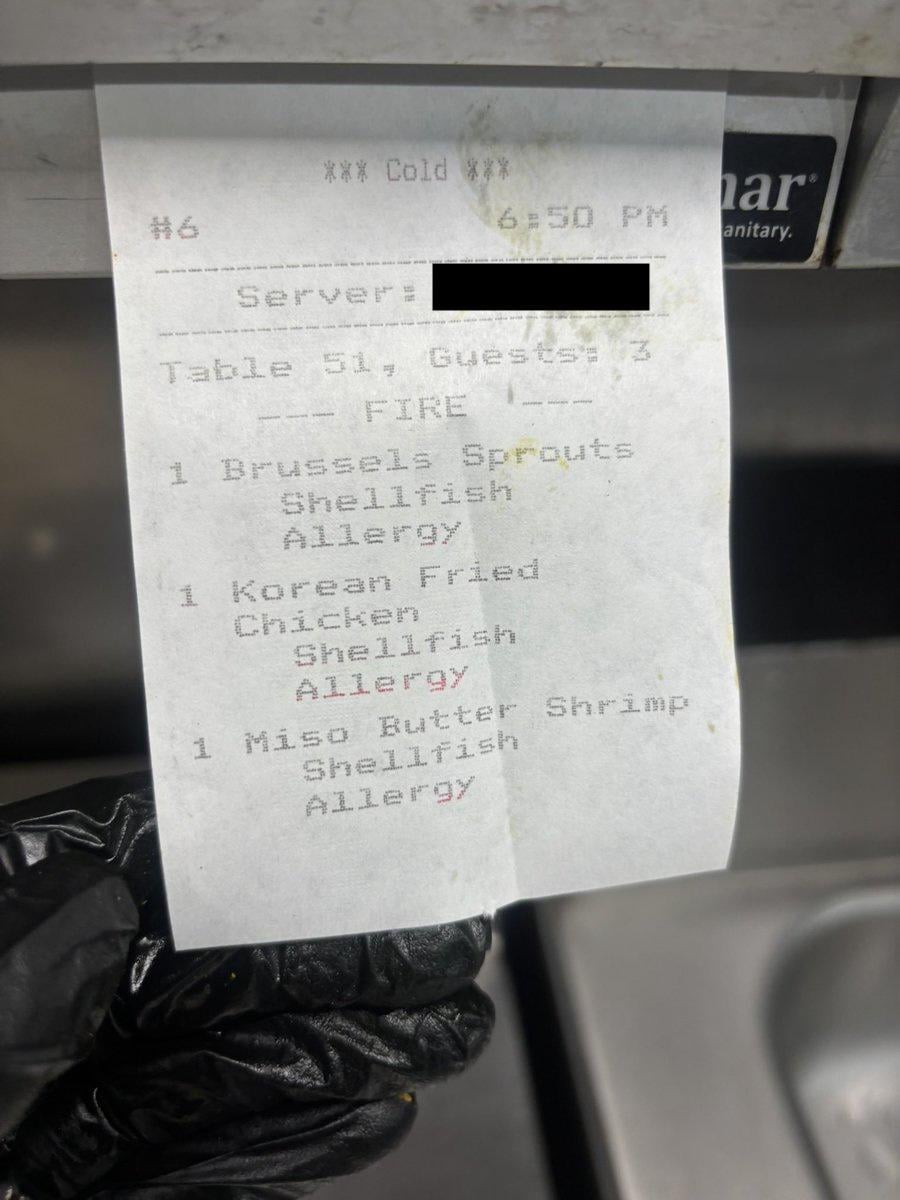 *** Cold ***
#6 6:50 PM
Server:
Table 51, Guests: 3
--- FIRE ---
1 Brussels Sprouts
Shellfish
Allergy
1 Korean Fried
Chicken
Shellfish
Allergy
1 Miso Butter Shrimp
Shellfish
Allergy